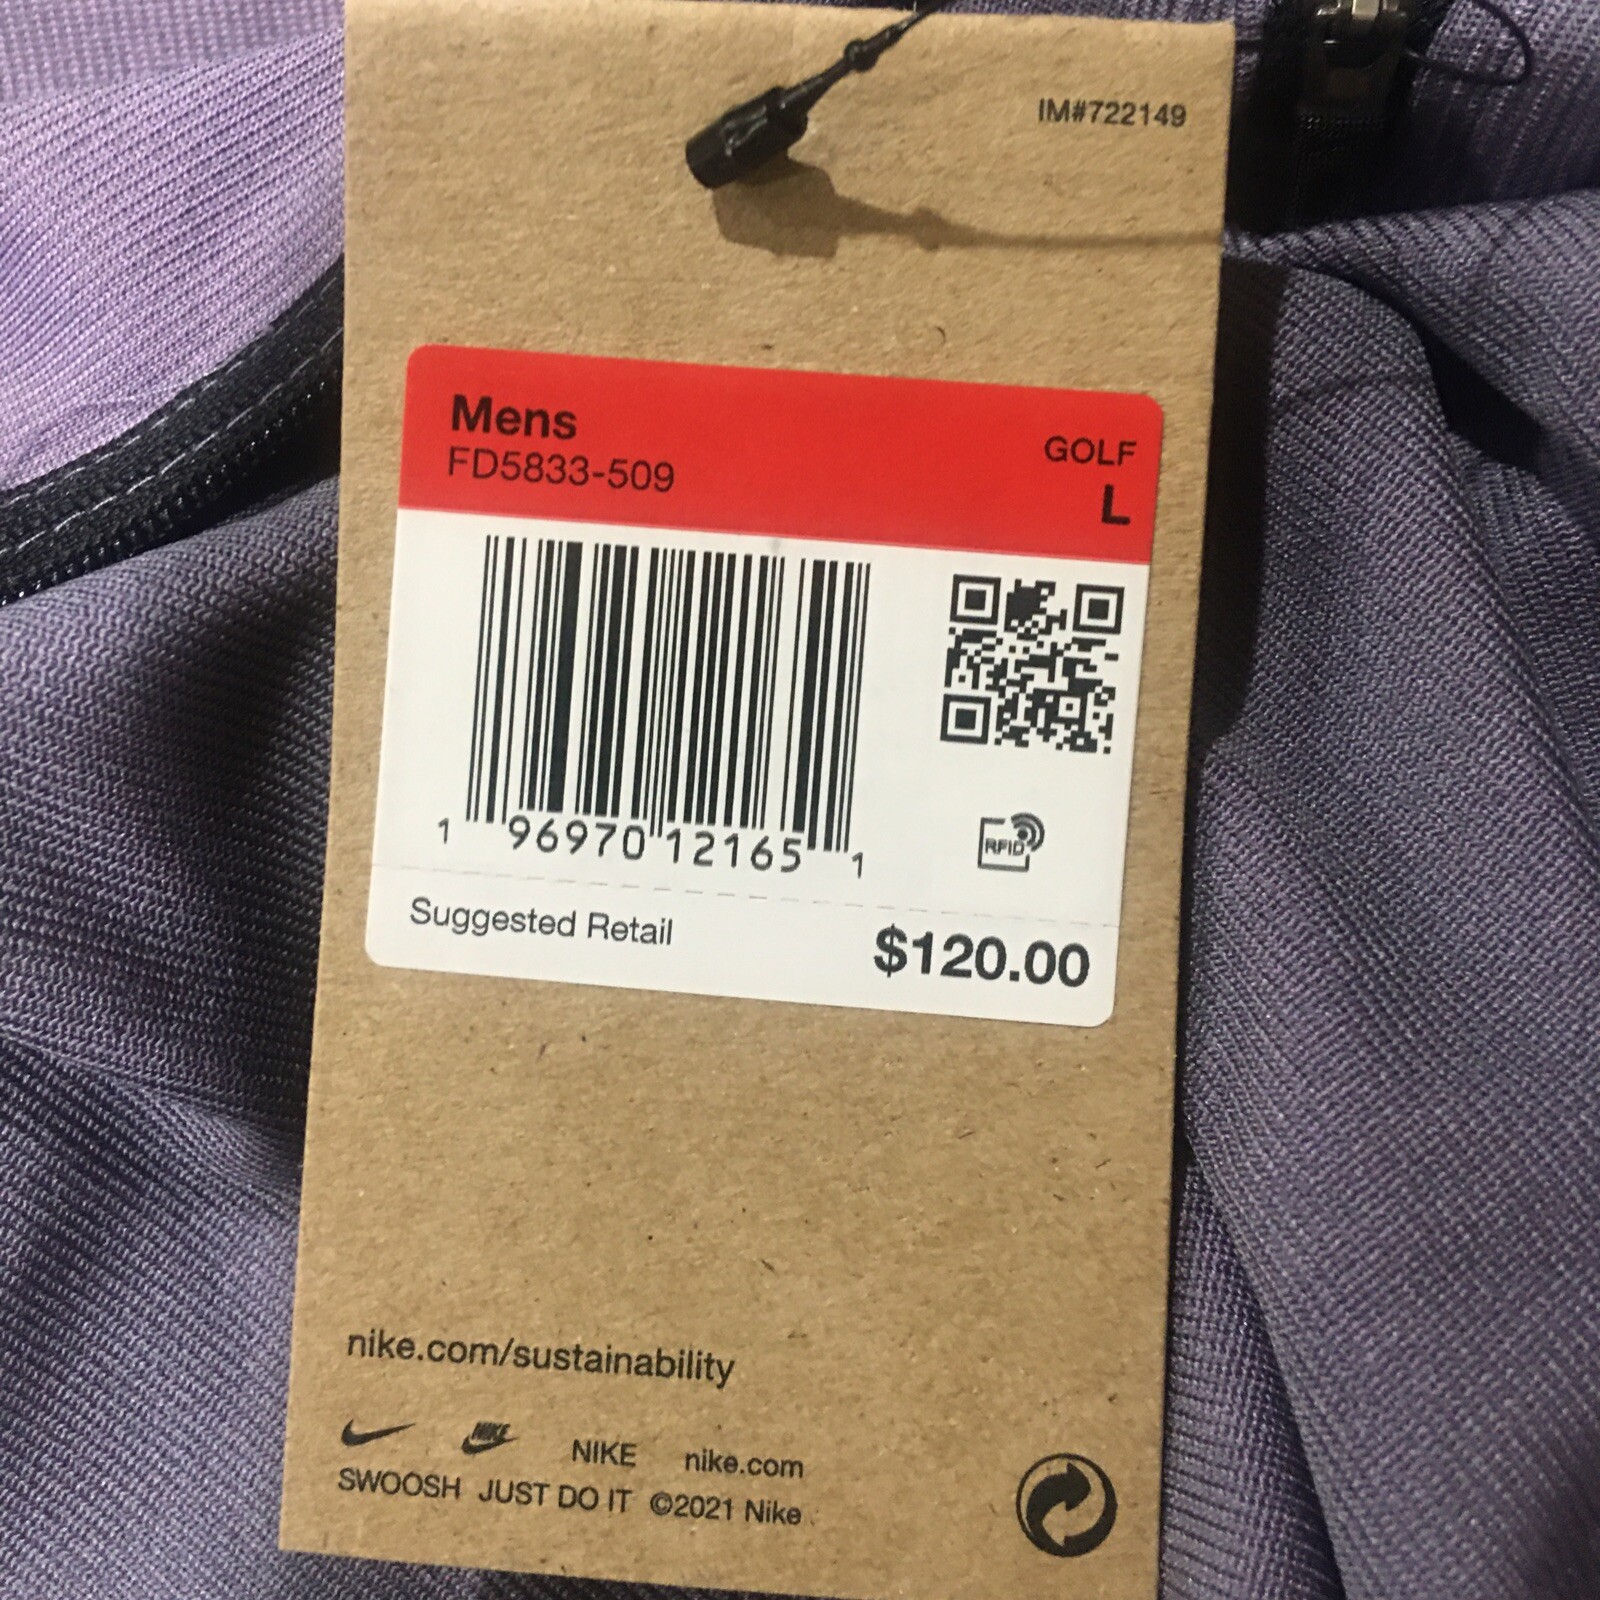 IM#722149
Mens
FD5833-509
GOLF
L
1 96970 12165 1
RFID
Suggested Retail $120.00
nike.com/sustainability
NIKE NIKE nike.com
SWOOSH JUST DO IT ©2021 Nike